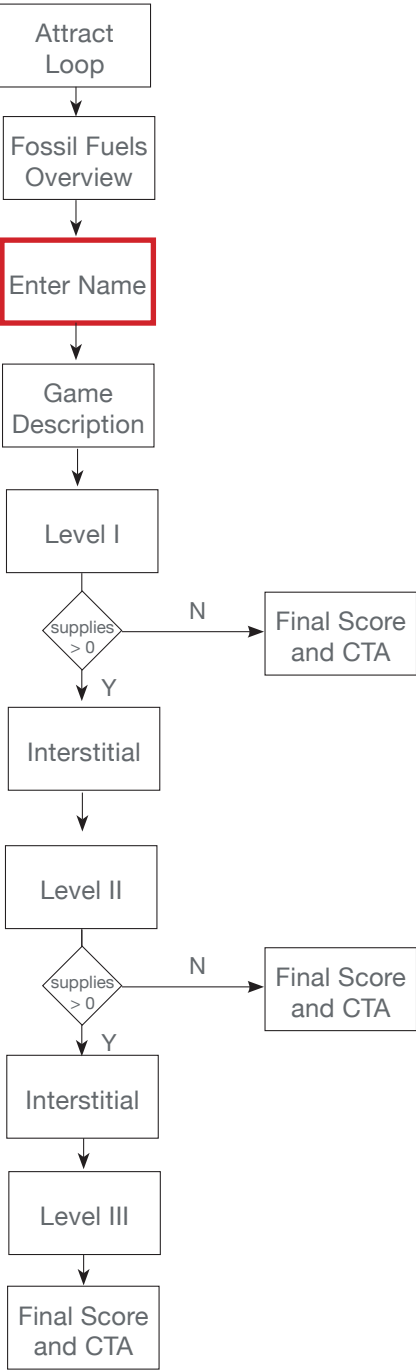 Attract
Loop
Fossil Fuels
Overview
Enter Name
Game
Description
Level I
supplies
> 0
N
Final Score
and CTA
Y
Interstitial
Level II
supplies
> 0
N
Final Score
and CTA
Y
Interstitial
Level III
Final Score
and CTA